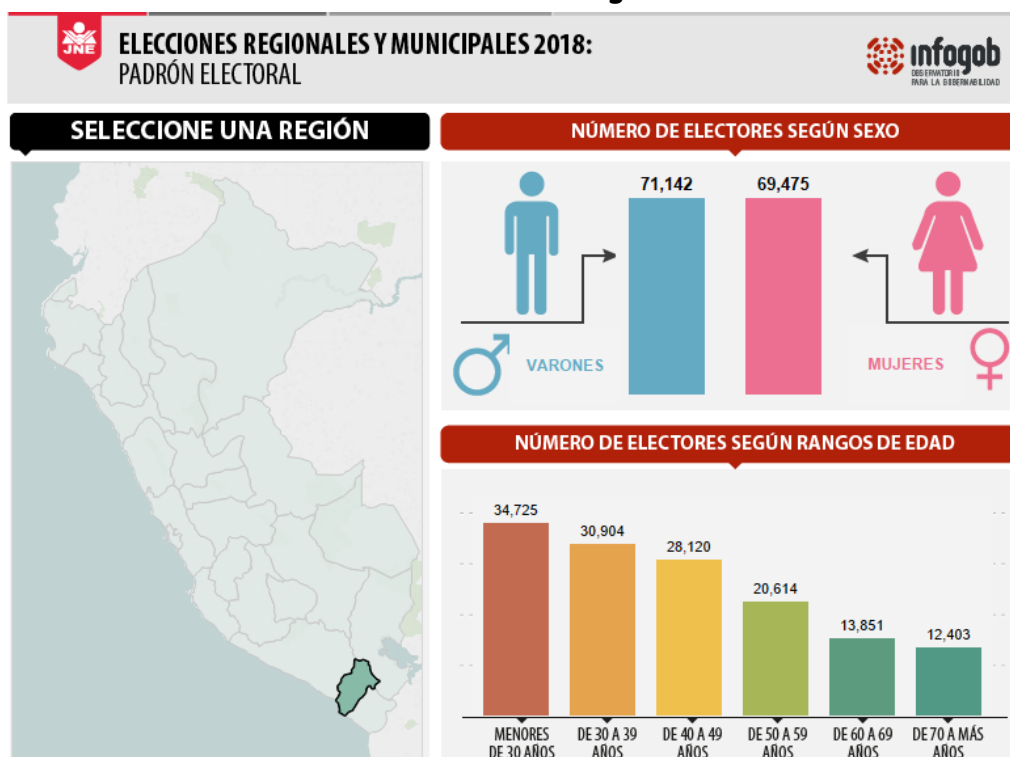 JNE
ELECCIONES REGIONALES Y MUNICIPALES 2018:
PADRÓN ELECTORAL
infogob
OBSERVATORIO
PARA LA GOBERNABILIDAD
SELECCIONE UNA REGIÓN
NÚMERO DE ELECTORES SEGÚN SEXO
71,142
69,475
VARONES
MUJERES
NÚMERO DE ELECTORES SEGÚN RANGOS DE EDAD
34,725
30,904
28,120
20,614
13,851
12,403
MENORES
DE 30 AÑOS
DE 30 A 39
AÑOS
DE 40 A 49
AÑOS
DE 50 A 59
AÑOS
DE 60 A 69
AÑOS
DE 70 A MÁS
AÑOS